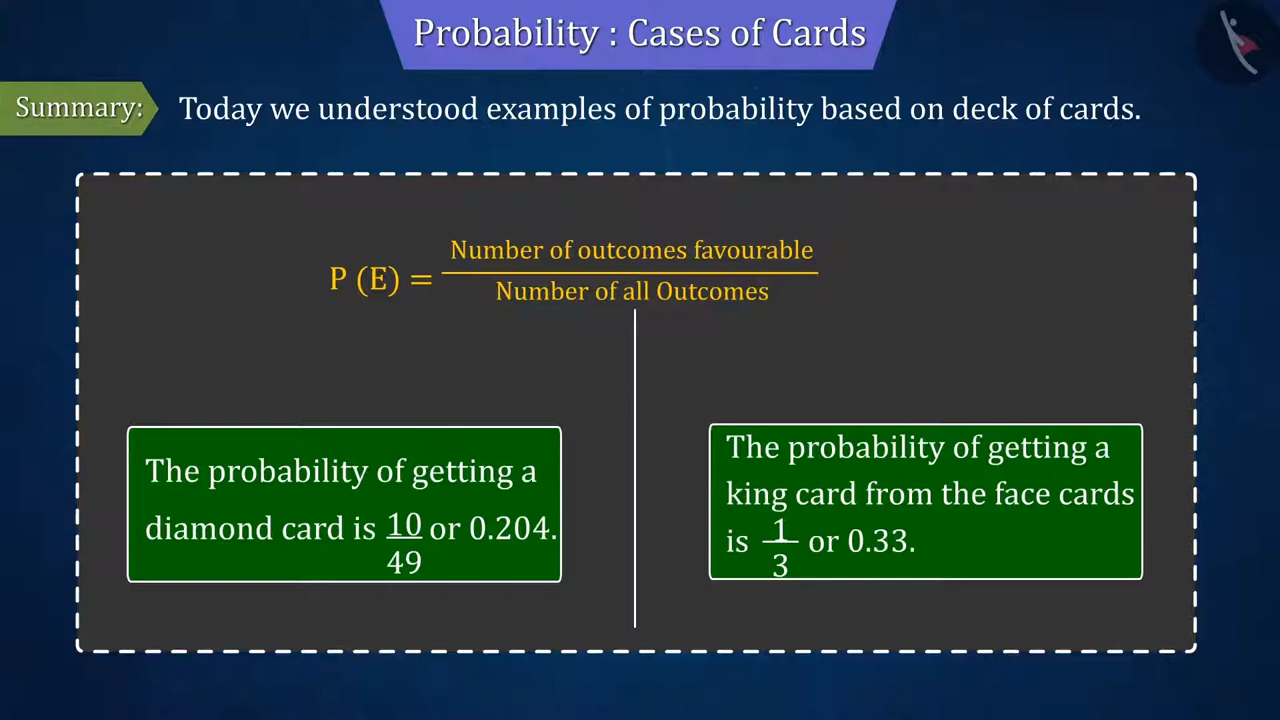 Probability : Cases of Cards
Summary:
Today we understood examples of probability based on deck of cards.
P (E) = Number of outcomes favourable
Number of all Outcomes
The probability of getting a
diamond card is 10/49 or 0.204.
The probability of getting a
king card from the face cards
is 1/3 or 0.33.